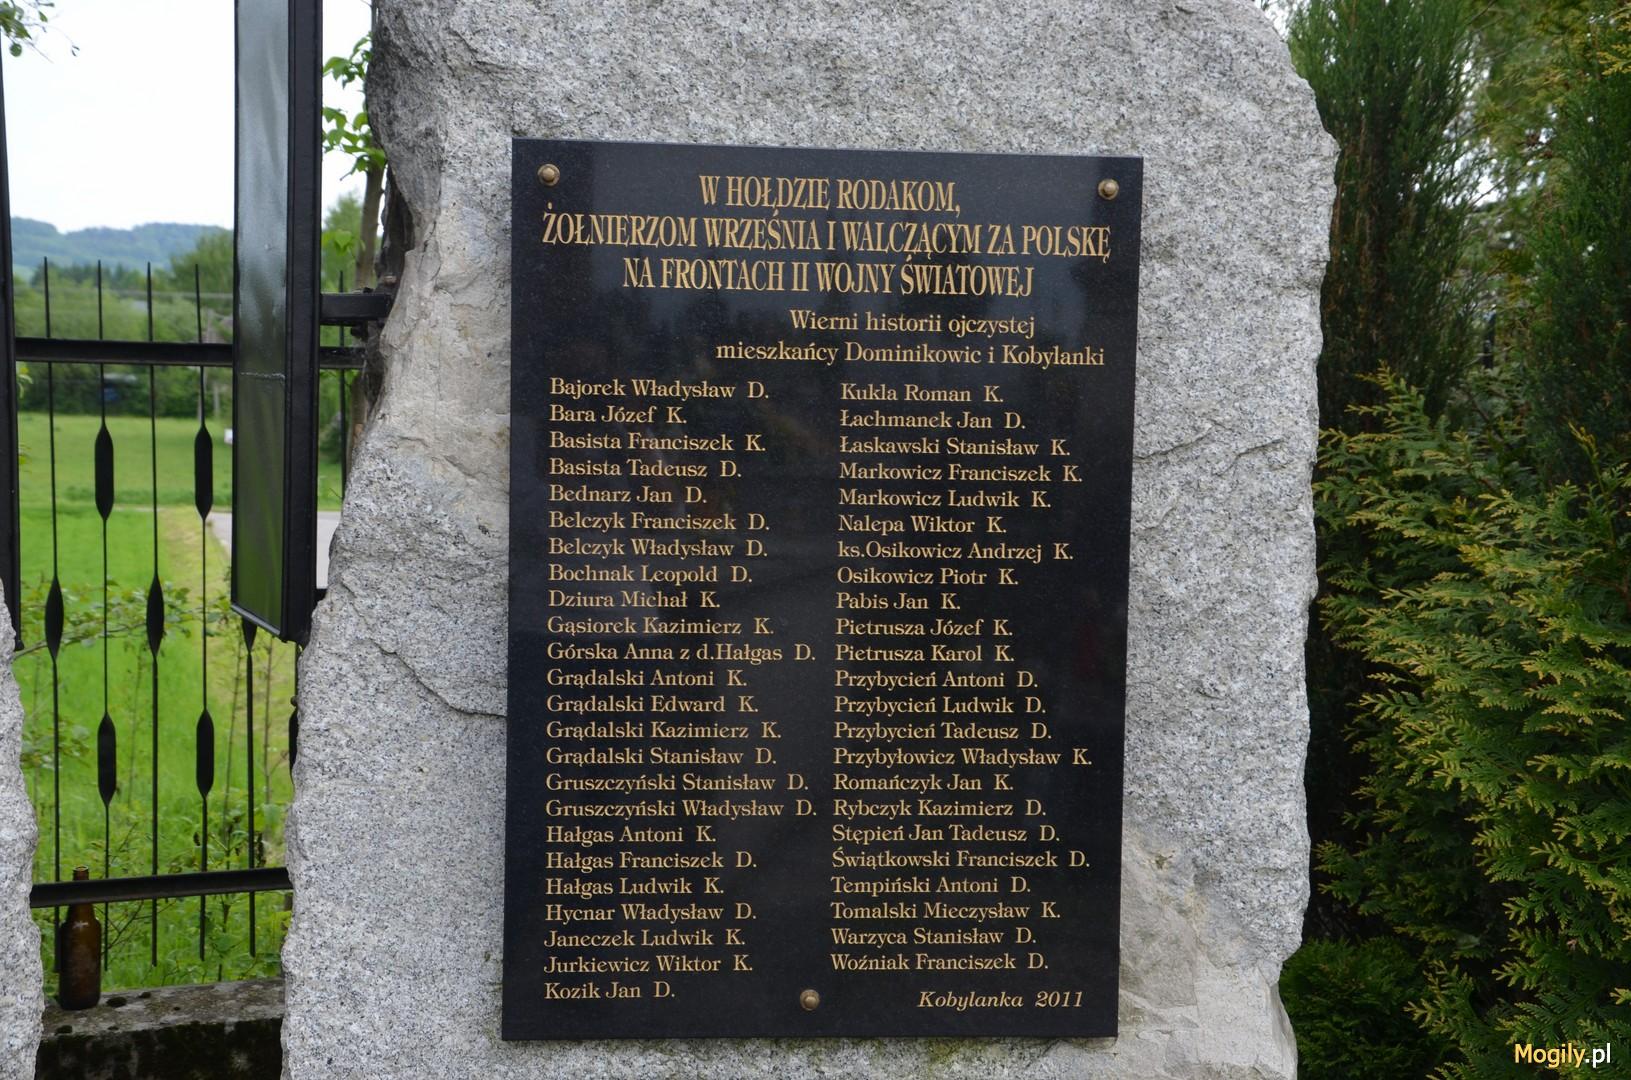 W HOŁDZIE RODAKOM,
ŻOŁNIERZOM WRZEŚNIA I WALCZĄCYM ZA POLSKĘ
NA FRONTACH II WOJNY ŚWIATOWEJ
Wierni historii ojczystej
mieszkańcy Dominikowic i Kobylanki
Bajorek Władysław D.
Bara Józef K.
Basista Franciszek K.
Basista Tadeusz D.
Bednarz Jan D.
Belczyk Franciszek D.
Belczyk Władysław D.
Bochnak Leopold D.
Dziura Michał K.
Gąsiorek Kazimierz K.
Górska Anna z d.Hałgas D.
Grądalski Antoni K.
Grądalski Edward K.
Grądalski Kazimierz K.
Grądalski Stanisław D.
Gruszczyński Stanisław D.
Gruszczyński Władysław D.
Hałgas Antoni K.
Hałgas Franciszek D.
Hałgas Ludwik K.
Hycnar Władysław D.
Janeczek Ludwik K.
Jurkiewicz Wiktor K.
Kozik Jan D.
Kukla Roman K.
Łachmanek Jan D.
Łaskawski Stanisław K.
Markowicz Franciszek K.
Markowicz Ludwik K.
Nalepa Wiktor K.
ks.Osikowicz Andrzej K.
Osikowicz Piotr K.
Pabis Jan K.
Pietrusza Józef K.
Pietrusza Karol K.
Przybycień Antoni D.
Przybycień Ludwik D.
Przybycień Tadeusz D.
Przybyłowicz Władysław K.
Romańczyk Jan K.
Rybczyk Kazimierz D.
Stępień Jan Tadeusz D.
Świątkowski Franciszek D.
Tempiński Antoni D.
Tomalski Mieczysław K.
Warzyca Stanisław D.
Woźniak Franciszek D.
Kobylanka 2011
Mogily.pl